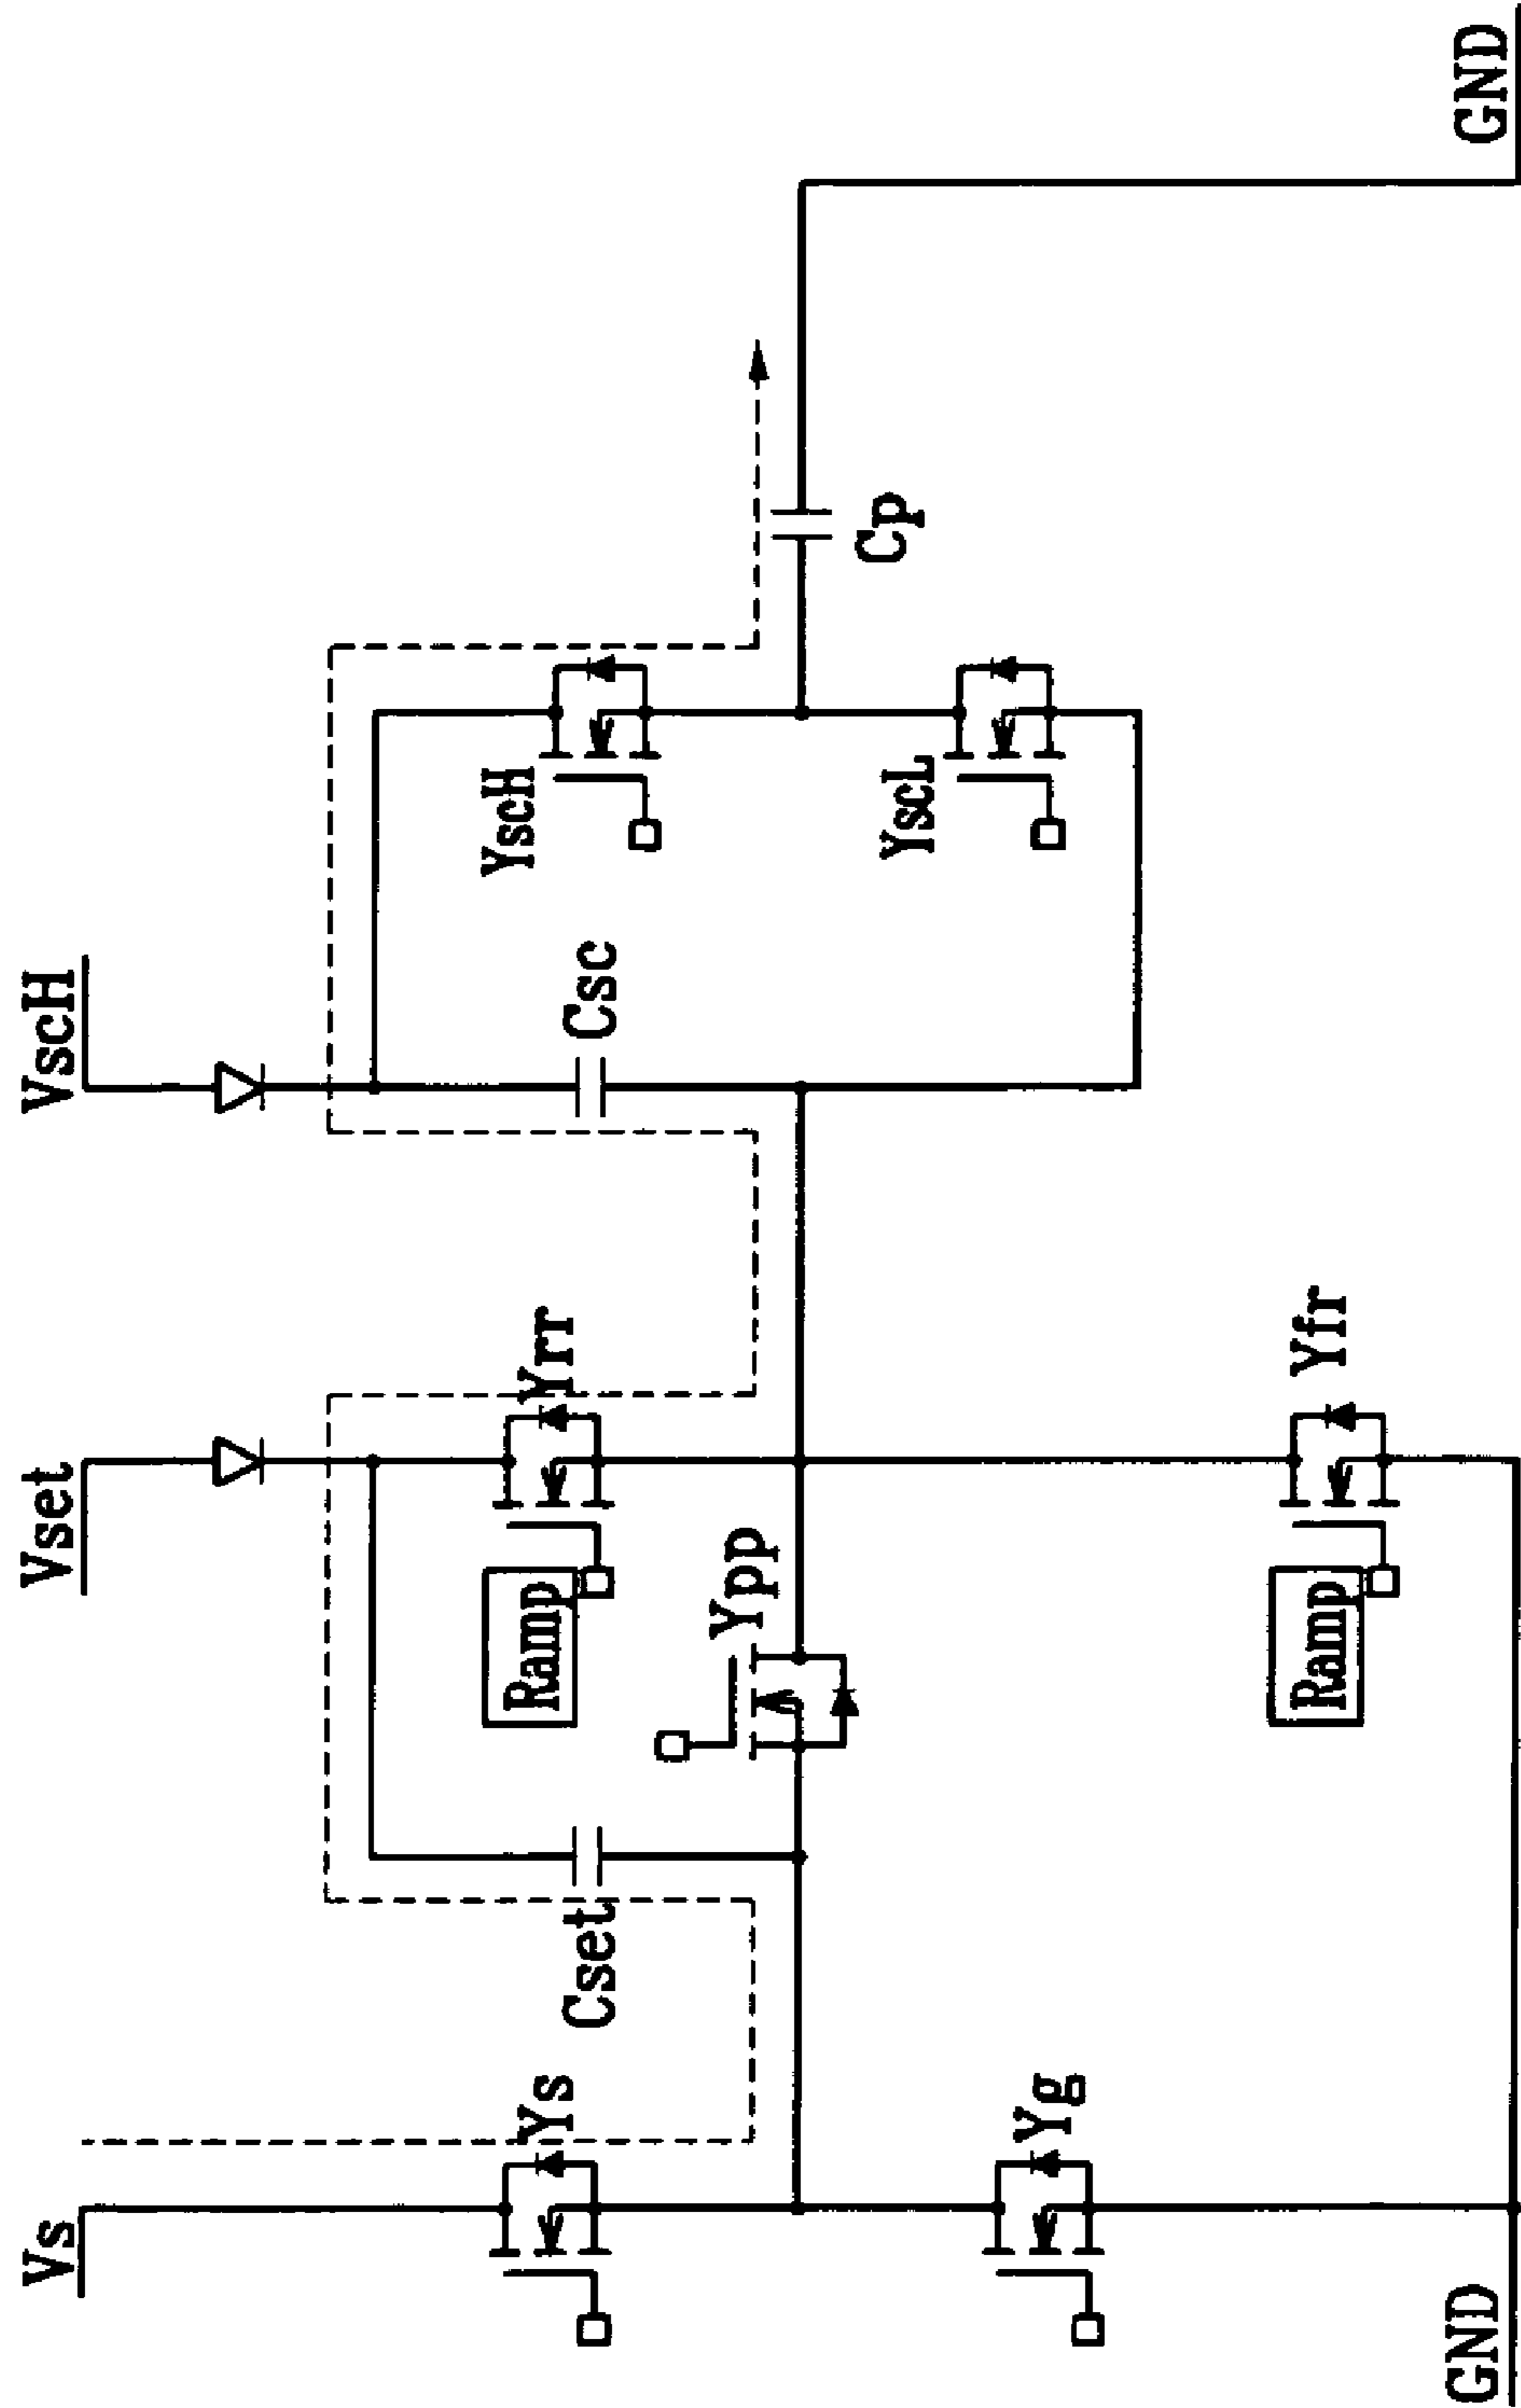 Vs
Vset
VscH
Ys
Cset
Ramp
Yrr
Ypp
Csc
YscH
YscL
Cp
Yg
Ramp
Yfr
GND
GND